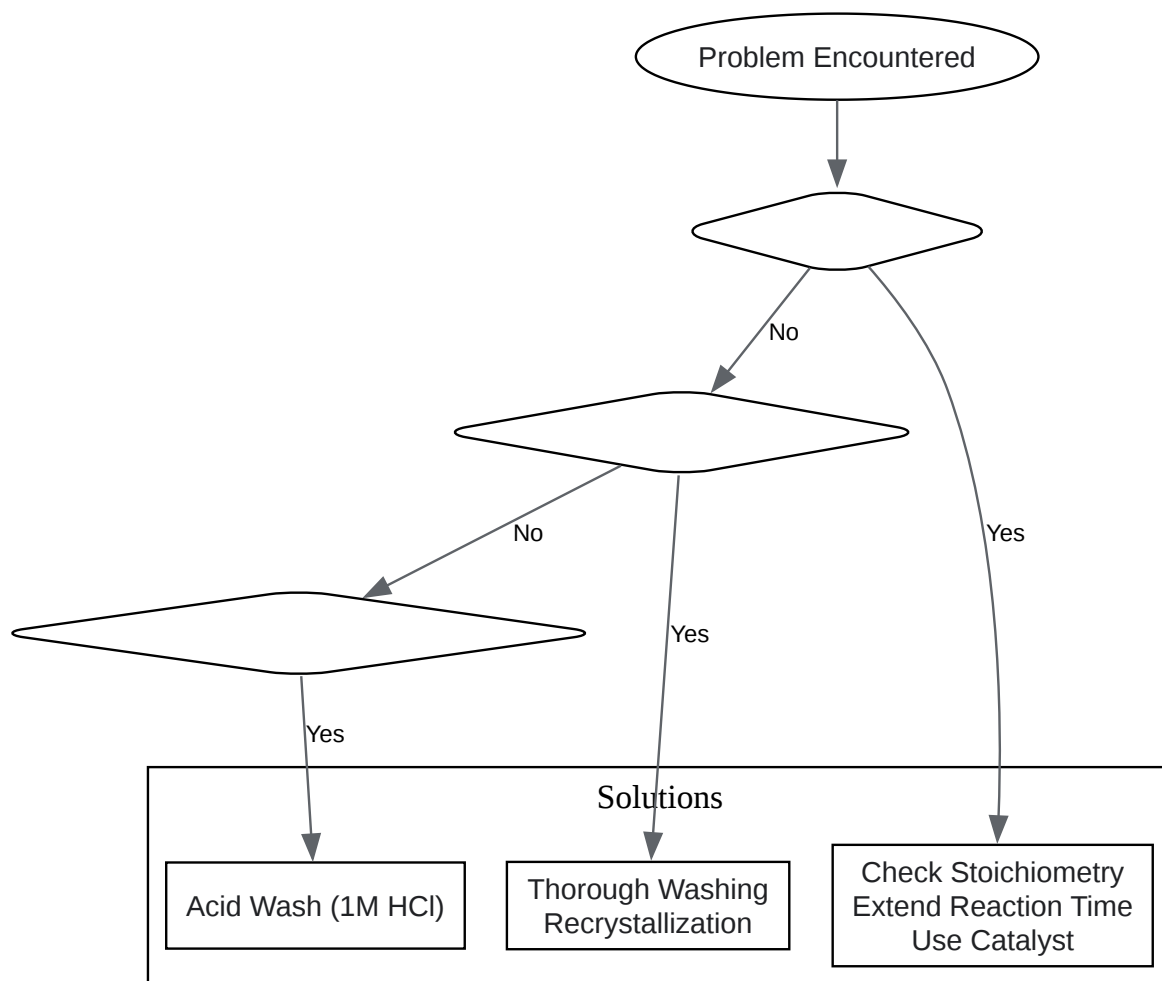 Problem Encountered
No
No
Yes
Yes
Yes
Solutions
Acid Wash (1M HCl)
Thorough Washing
Recrystallization
Check Stoichiometry
Extend Reaction Time
Use Catalyst